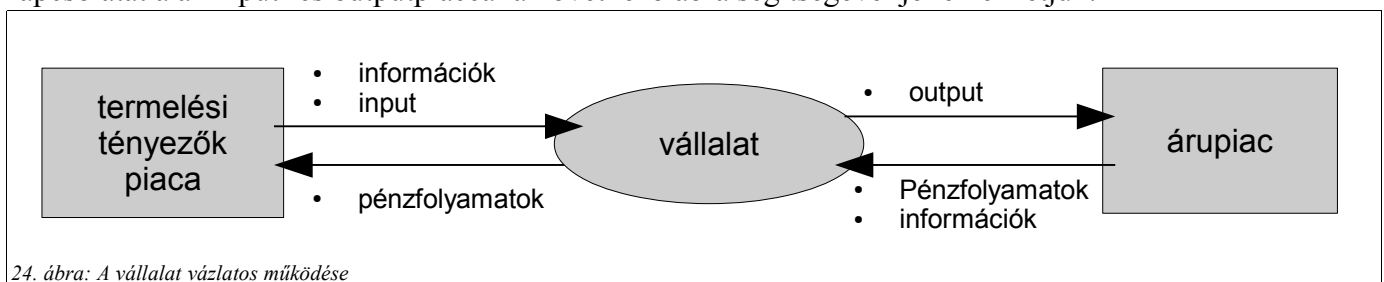 • információk
• input
termelési
tényezők
piaca
• pénzfolyamatok
vállalat
• output
• Pénzfolyamatok
• információk
árupiac
24. ábra: A vállalat vázlatos működése